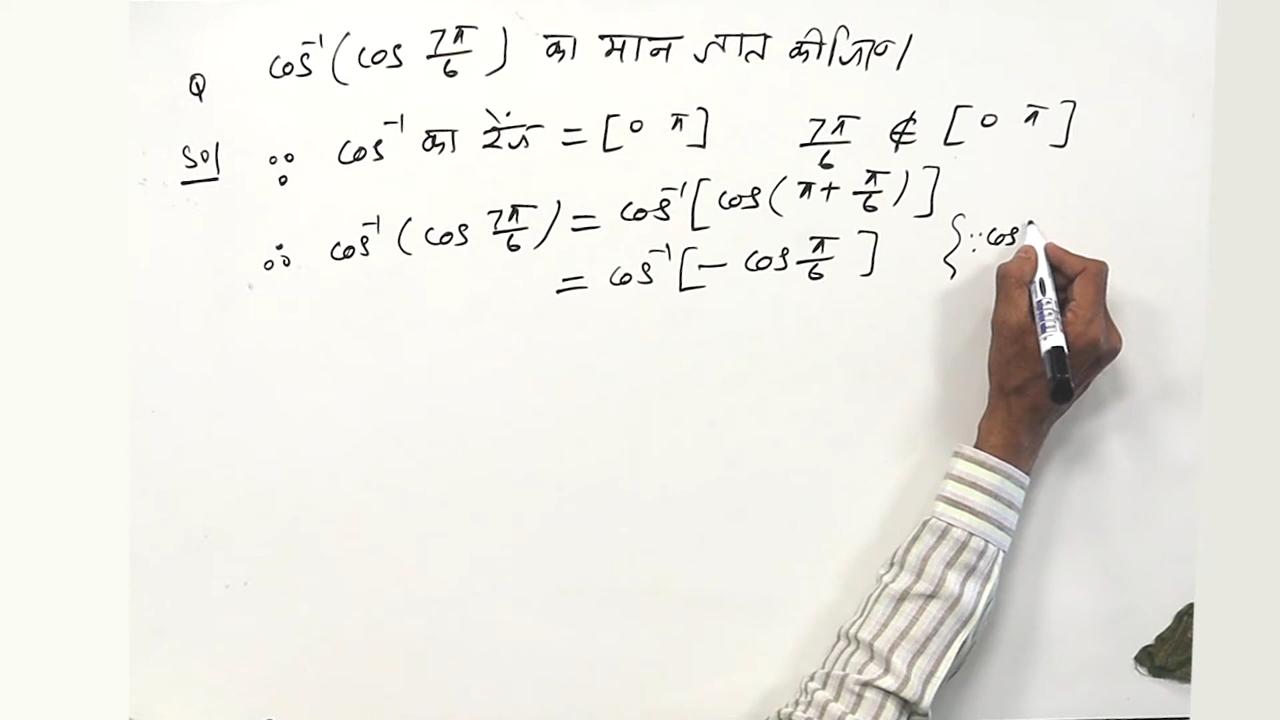 Q cos⁻¹(cos 7π/6) का मान ज्ञात कीजिए।
Sol ∵ cos⁻¹ का रेंज = [0 π] 7π/6 ∉ [0 π]
∴ cos⁻¹(cos 7π/6) = cos⁻¹[cos(π + π/6)]
= cos⁻¹[- cos π/6] {∵ cos